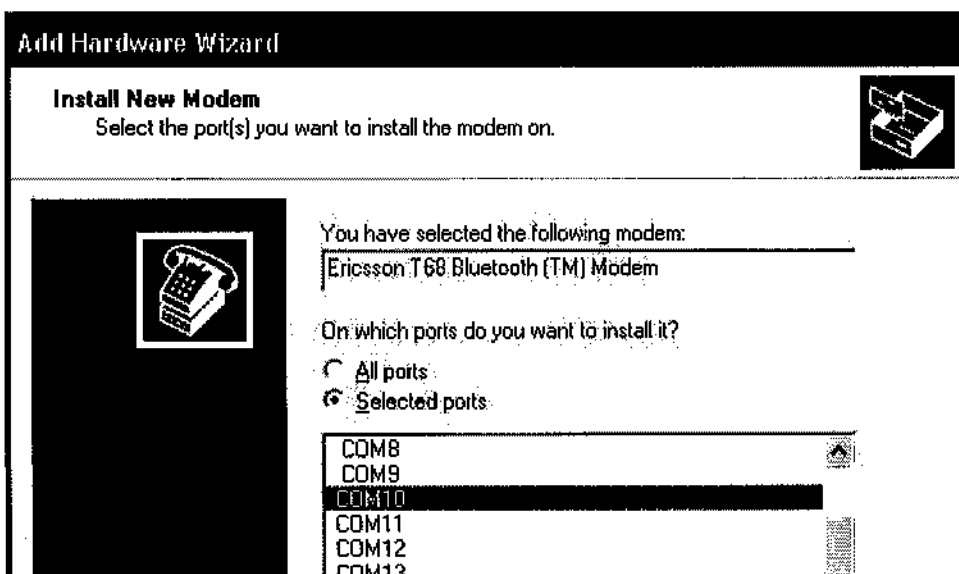 Add Hardware Wizard
Install New Modem
Select the port(s) you want to install the modem on.
You have selected the following modem:
Ericsson T68 Bluetooth (TM) Modem
On which ports do you want to install it?
All ports
Selected ports
COM8
COM9
COM10
COM11
COM12
COM13